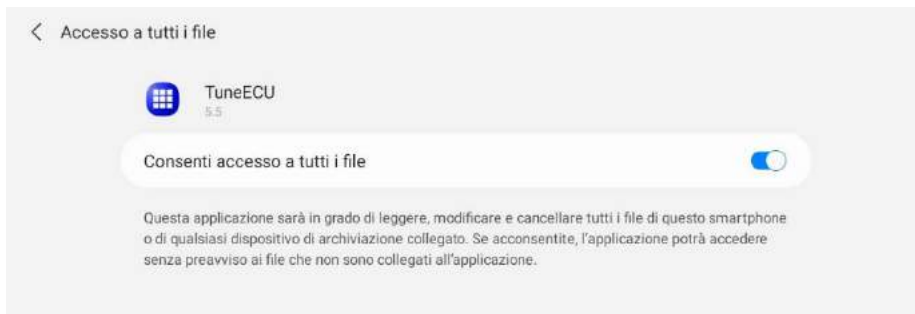 Accesso a tutti i file
TuneECU
5.5
Consenti accesso a tutti i file
Questa applicazione sarà in grado di leggere, modificare e cancellare tutti i file di questo smartphone
o di qualsiasi dispositivo di archiviazione collegato. Se acconsentite, l'applicazione potrà accedere
senza preavviso ai file che non sono collegati all'applicazione.